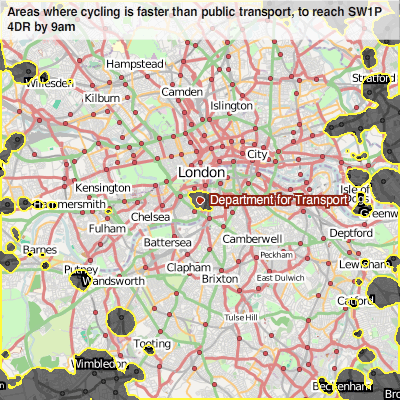 Areas where cycling is faster than public transport, to reach SW1P
4DR by 9am
Hampstead
Willesden
Stratford
Kilburn
Camden
Islington
City
London
Kensington
Isle of
Dogs
Department for Transport
Hammersmith
Chelsea
Greenw
Fulham
Deptford
Battersea
Camberwell
Barnes
Peckham
Putney
Clapham
Lewisham
Wandsworth
Brixton
East Dulwich
Catford
Tulse Hill
Tooting
Wimbledon
Beckenham
Bro